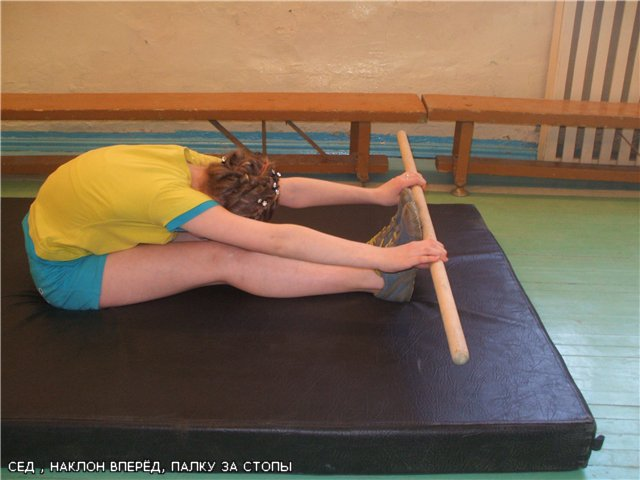 СЕД , НАКЛОН ВПЕРЁД, ПАЛКУ ЗА СТОПЫ